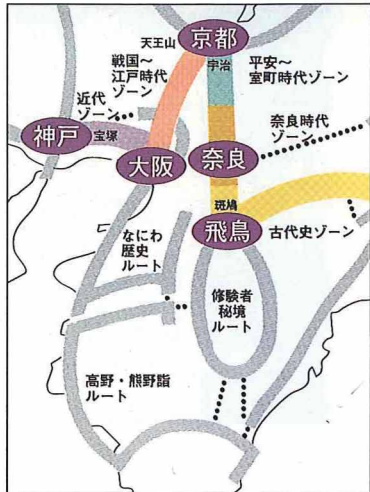 天王山
京都
宇治
戦国〜
江戸時代
ゾーン
平安〜
室町時代ゾーン
近代
ゾーン
奈良時代
ゾーン
神戸
宝塚
大阪
奈良
斑鳩
飛鳥
古代史ゾーン
なにわ
歴史
ルート
修験者
秘境
ルート
高野・熊野詣
ルート